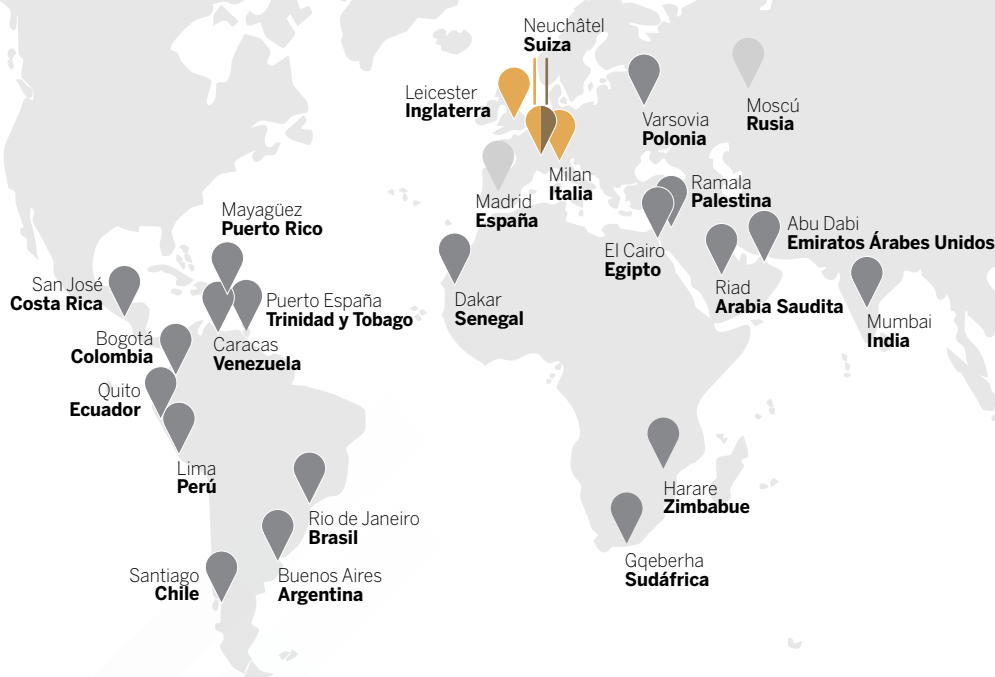 Neuchâtel
Suiza
Leicester
Inglaterra
Varsovia
Polonia
Moscú
Rusia
Milan
Italia
Madrid
España
Ramala
Palestina
Mayagüez
Puerto Rico
Abu Dabi
Emiratos Árabes Unidos
El Cairo
Egipto
San José
Costa Rica
Puerto España
Trinidad y Tobago
Dakar
Senegal
Riad
Arabia Saudita
Mumbai
India
Bogotá
Colombia
Caracas
Venezuela
Quito
Ecuador
Lima
Perú
Harare
Zimbabue
Rio de Janeiro
Brasil
Gqeberha
Sudáfrica
Santiago
Chile
Buenos Aires
Argentina